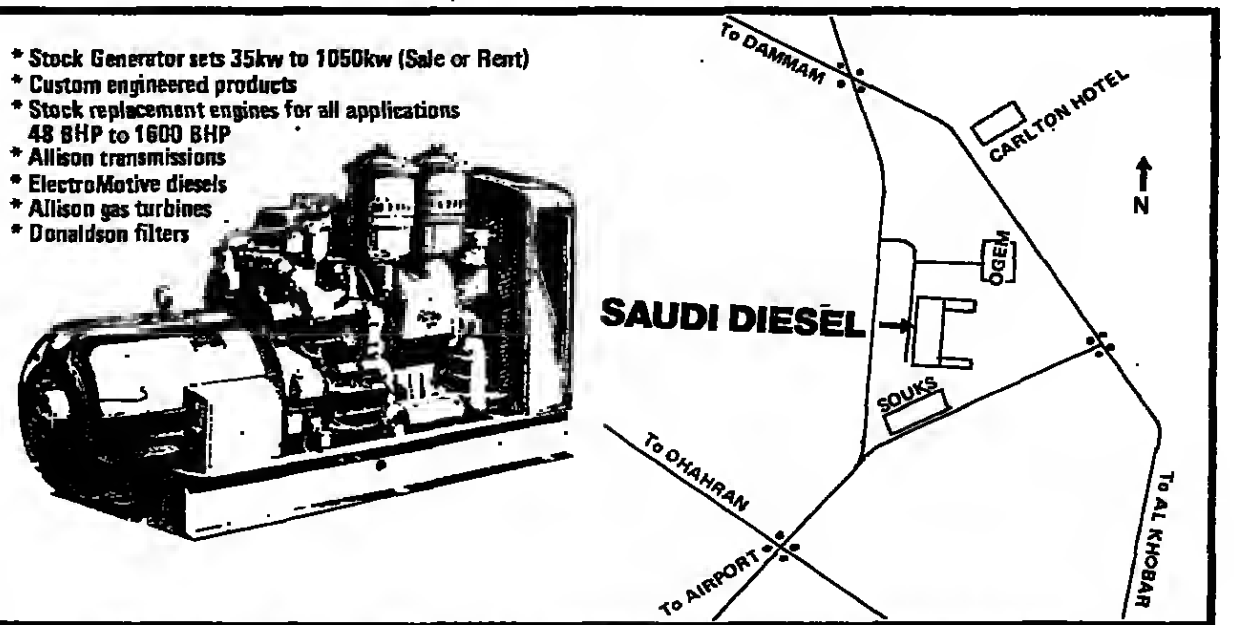 * Stock Generator sets 35kw to 1050kw (Sale or Rent)
* Custom engineered products
* Stock replacement engines for all applications
48 BHP to 1600 BHP
* Allison transmissions
* ElectroMotive diesels
* Allison gas turbines
* Donaldson filters
To DAMMAM
CARLTON HOTEL
N
OGEM
SAUDI DIESEL
SOUKS
To OHAHRAN
To AIRPORT
To AL KHOBAR